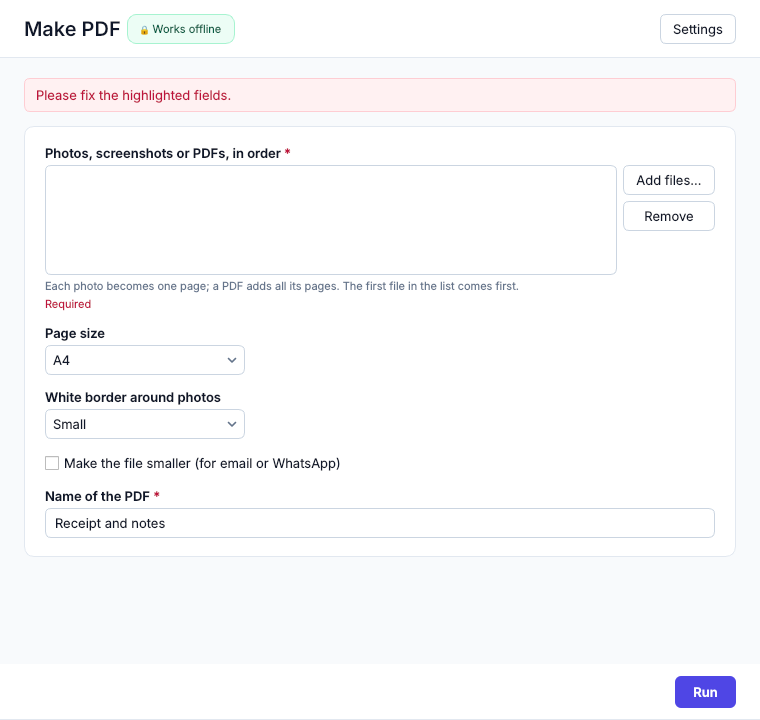 Make PDF
🔒 Works offline
Settings
Please fix the highlighted fields.
Photos, screenshots or PDFs, in order *
Add files...
Remove
Each photo becomes one page; a PDF adds all its pages. The first file in the list comes first.
Required
Page size
A4
White border around photos
Small
Make the file smaller (for email or WhatsApp)
Name of the PDF *
Receipt and notes
Run